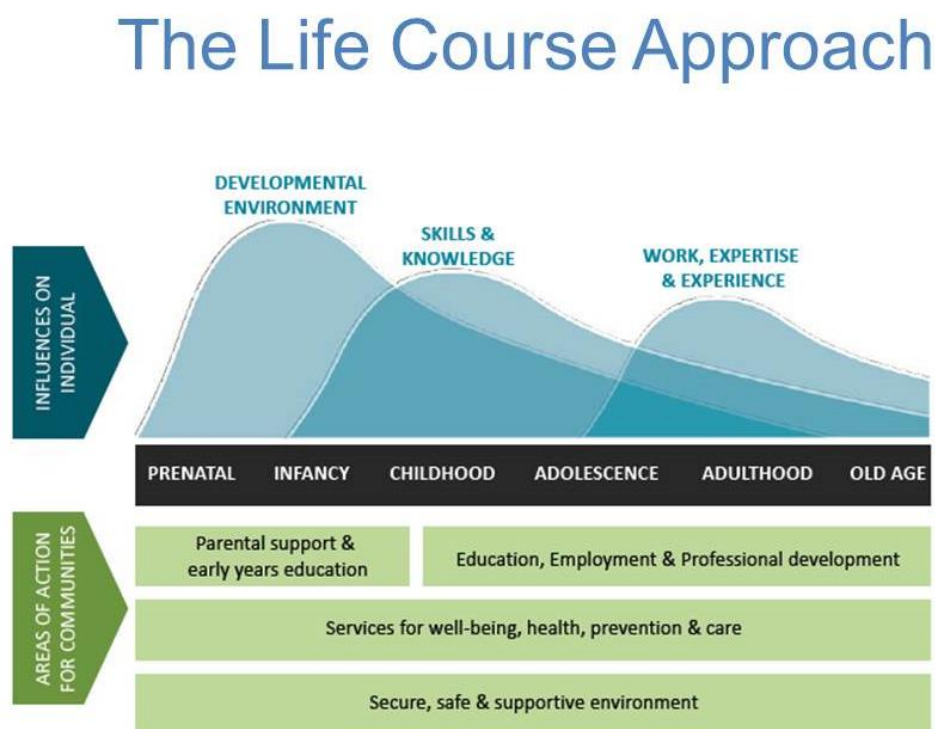 The Life Course Approach
DEVELOPMENTAL
ENVIRONMENT
SKILLS &
KNOWLEDGE
WORK, EXPERTISE
& EXPERIENCE
INFLUENCES ON
INDIVIDUAL
PRENATAL INFANCY CHILDHOOD ADOLESCENCE ADULTHOOD OLD AGE
AREAS OF ACTION
FOR COMMUNITIES
Parental support &
early years education
Education, Employment & Professional development
Services for well-being, health, prevention & care
Secure, safe & supportive environment